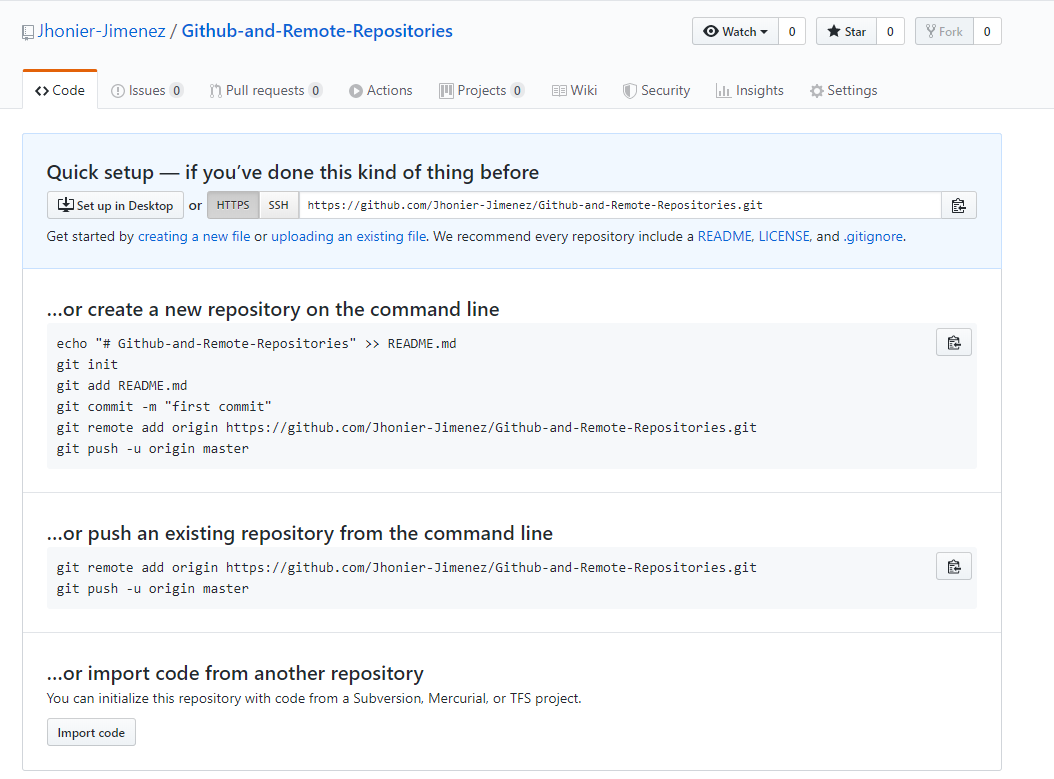 Jhonier-Jimenez / Github-and-Remote-Repositories
Watch 0 Star 0 Fork 0
Code Issues 0 Pull requests 0 Actions Projects 0 Wiki Security Insights Settings
Quick setup — if you’ve done this kind of thing before
Set up in Desktop or HTTPS SSH https://github.com/Jhonier-Jimenez/Github-and-Remote-Repositories.git
Get started by creating a new file or uploading an existing file. We recommend every repository include a README, LICENSE, and .gitignore.
…or create a new repository on the command line
echo "# Github-and-Remote-Repositories" >> README.md
git init
git add README.md
git commit -m "first commit"
git remote add origin https://github.com/Jhonier-Jimenez/Github-and-Remote-Repositories.git
git push -u origin master
…or push an existing repository from the command line
git remote add origin https://github.com/Jhonier-Jimenez/Github-and-Remote-Repositories.git
git push -u origin master
…or import code from another repository
You can initialize this repository with code from a Subversion, Mercurial, or TFS project.
Import code